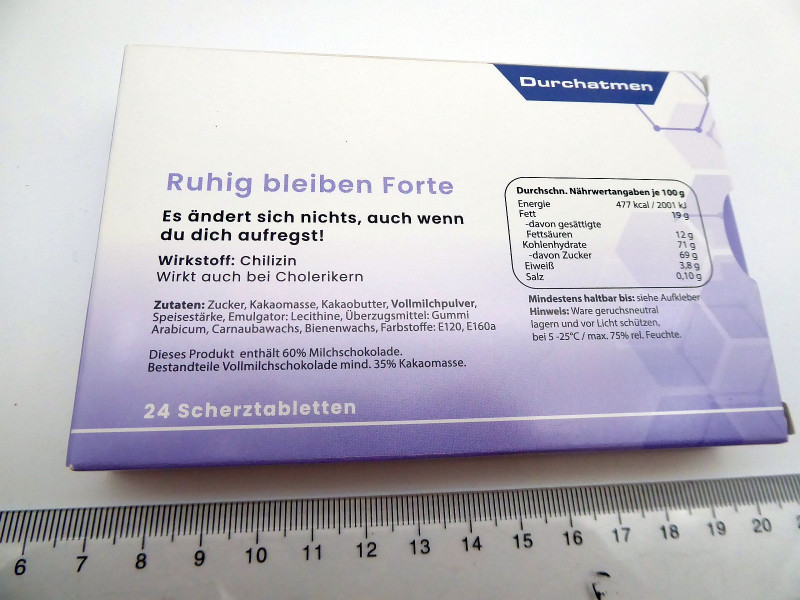 Durchatmen
Ruhig bleiben Forte
Es ändert sich nichts, auch wenn
du dich aufregst!
Wirkstoff: Chilizin
Wirkt auch bei Cholerikern
Zutaten: Zucker, Kakaomasse, Kakaobutter, Vollmilchpulver,
Speisestärke, Emulgator: Lecithine, Überzugsmittel: Gummi
Arabicum, Carnaubawachs, Bienenwachs, Farbstoffe: E120, E160a
Dieses Produkt enthält 60% Milchschokolade.
Bestandteile Vollmilchschokolade mind. 35% Kakaomasse.
24 Scherztabletten
Durchschn. Nährwertangaben je 100 g
Energie 477 kcal / 2001 kJ
Fett 19 g
-davon gesättigte
Fettsäuren 12 g
Kohlenhydrate 71 g
-davon Zucker 69 g
Eiweiß 3,8 g
Salz 0,10 g
Mindestens haltbar bis: siehe Aufkleber
Hinweis: Ware geruchsneutral
lagern und vor Licht schützen,
bei 5 -25°C / max. 75% rel. Feuchte.
6 7 8 9 10 11 12 13 14 15 16 17 18 19 20